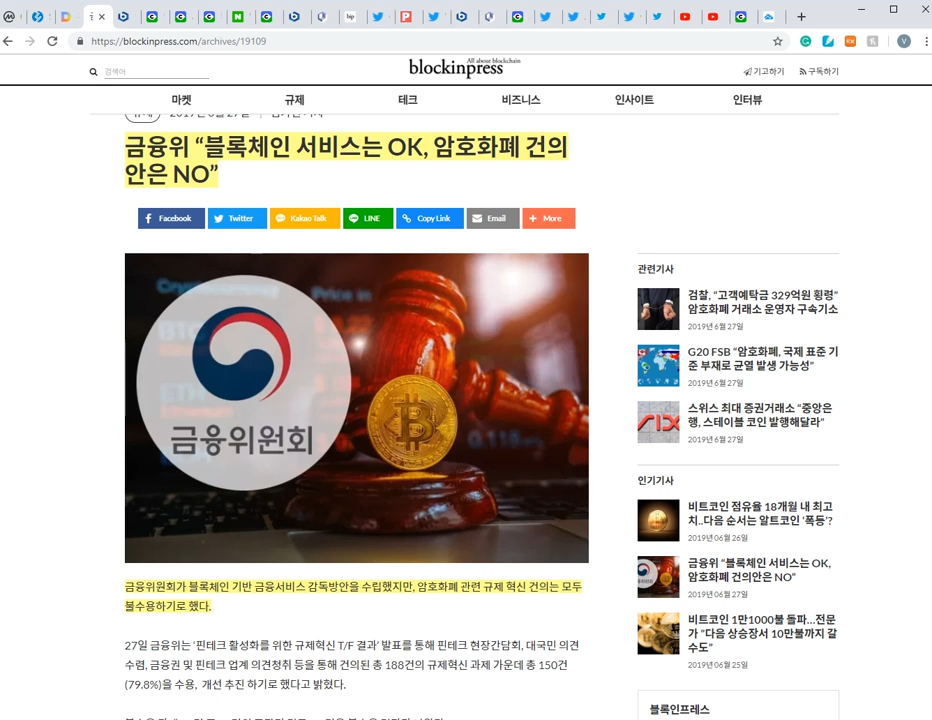 https://blockinpress.com/archives/19109
검색어
All about blockchain
blockinpress
기고하기
구독하기
마켓
규제
테크
비즈니스
인사이트
인터뷰
금융위 “블록체인 서비스는 OK, 암호화폐 건의
안은 NO”
Facebook
Twitter
Kakao Talk
LINE
Copy Link
Email
More
금융위원회
금융위원회가 블록체인 기반 금융서비스 감독방안을 수립했지만, 암호화폐 관련 규제 혁신 건의는 모두
불수용하기로 했다.
27일 금융위는 ‘핀테크 활성화를 위한 규제혁신 T/F 결과’ 발표를 통해 핀테크 현장간담회, 대국민 의견
수렴, 금융권 및 핀테크 업계 의견청취 등을 통해 건의된 총 188건의 규제혁신 과제 가운데 총 150건
(79.8%)을 수용, 개선 추진 하기로 했다고 밝혔다.
관련기사
검찰, “고객예탁금 329억원 횡령”
암호화폐 거래소 운영자 구속기소
2019년 6월 27일
G20 FSB “암호화폐, 국제 표준 기
준 부재로 균열 발생 가능성”
2019년 6월 27일
스위스 최대 증권거래소 “중앙은
행, 스테이블 코인 발행해달라”
2019년 6월 27일
인기기사
비트코인 점유율 18개월 내 최고
치..다음 순서는 알트코인 ‘폭등’?
2019년 06월 26일
금융위 “블록체인 서비스는 OK,
암호화폐 건의안은 NO”
2019년 06월 27일
비트코인 1만1000불 돌파…전문
가 “다음 상승장서 10만불까지 갈
수도”
2019년 06월 25일
블록인프레스